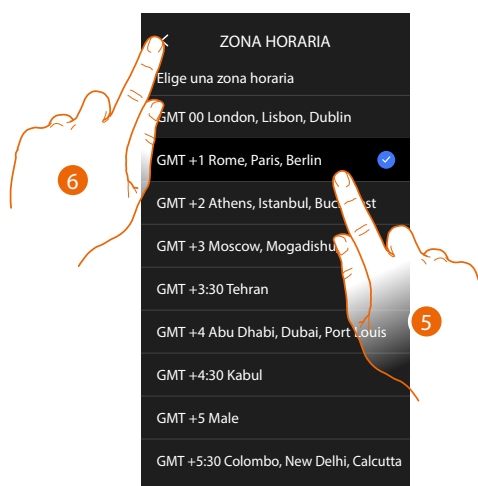 ZONA HORARIA
Elige una zona horaria
GMT 00 London, Lisbon, Dublin
GMT +1 Rome, Paris, Berlin
GMT +2 Athens, Istanbul,
GMT +3 Moscow, Mogadishu
GMT +3:30 Tehran
GMT +4 Abu Dhabi, Dubai, Port Louis
GMT +4:30 Kabul
GMT +5 Male
GMT +5:30 Colombo, New Delhi, Calcutta
6
5